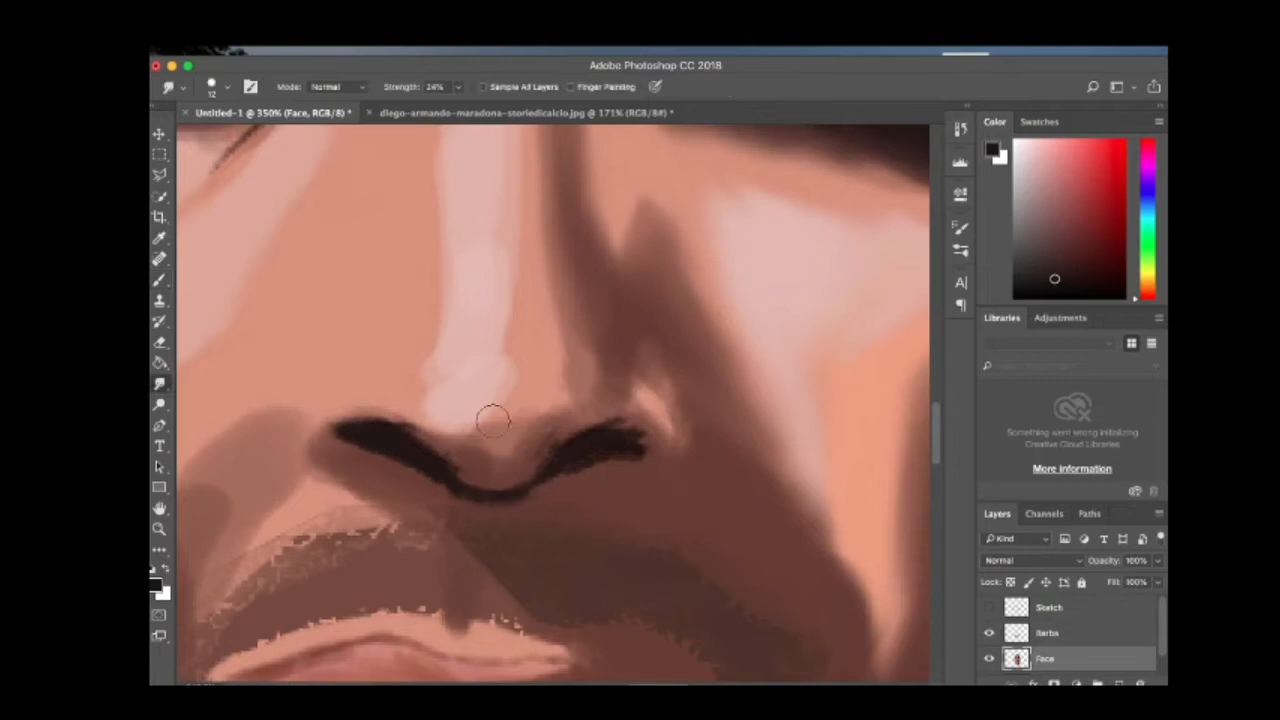 Adobe Photoshop CC 2018
12
Mode: Normal
Strength: 24%
Sample All Layers
Finger Painting
Untitled-1 @ 350% (Face, RGB/8) *
diego-armando-maradona-storiedicalcio.jpg @ 171% (RGB/8#) *
Color
Swatches
Libraries
Adjustments
Something went wrong initializing
Creative Cloud Libraries
More information
Layers
Channels
Paths
Kind
Normal
Opacity: 100%
Lock:
Fill: 100%
Sketch
Barba
Face